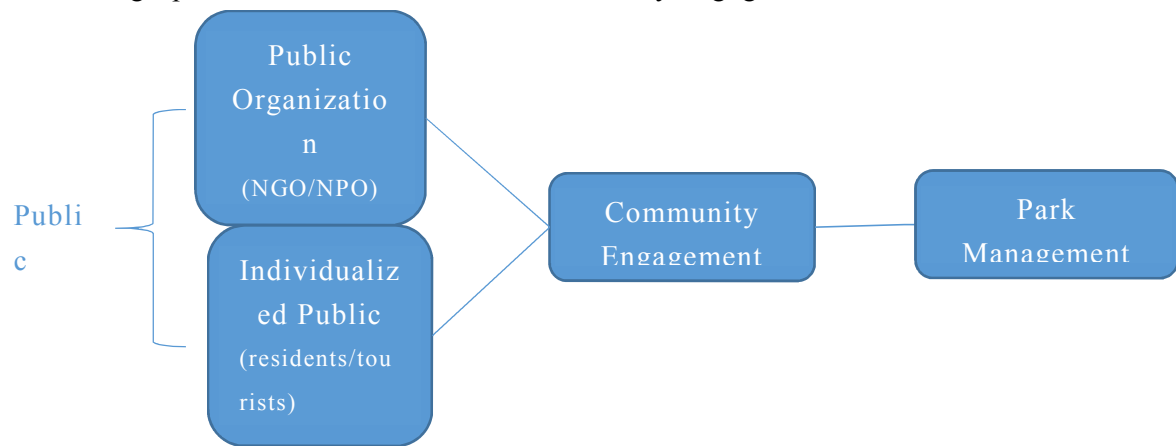 Public
Organizatio
n
(NGO/NPO)
Publi
c
Individualiz
ed Public
(residents/tou
rists)
Community
Engagement
Park
Management